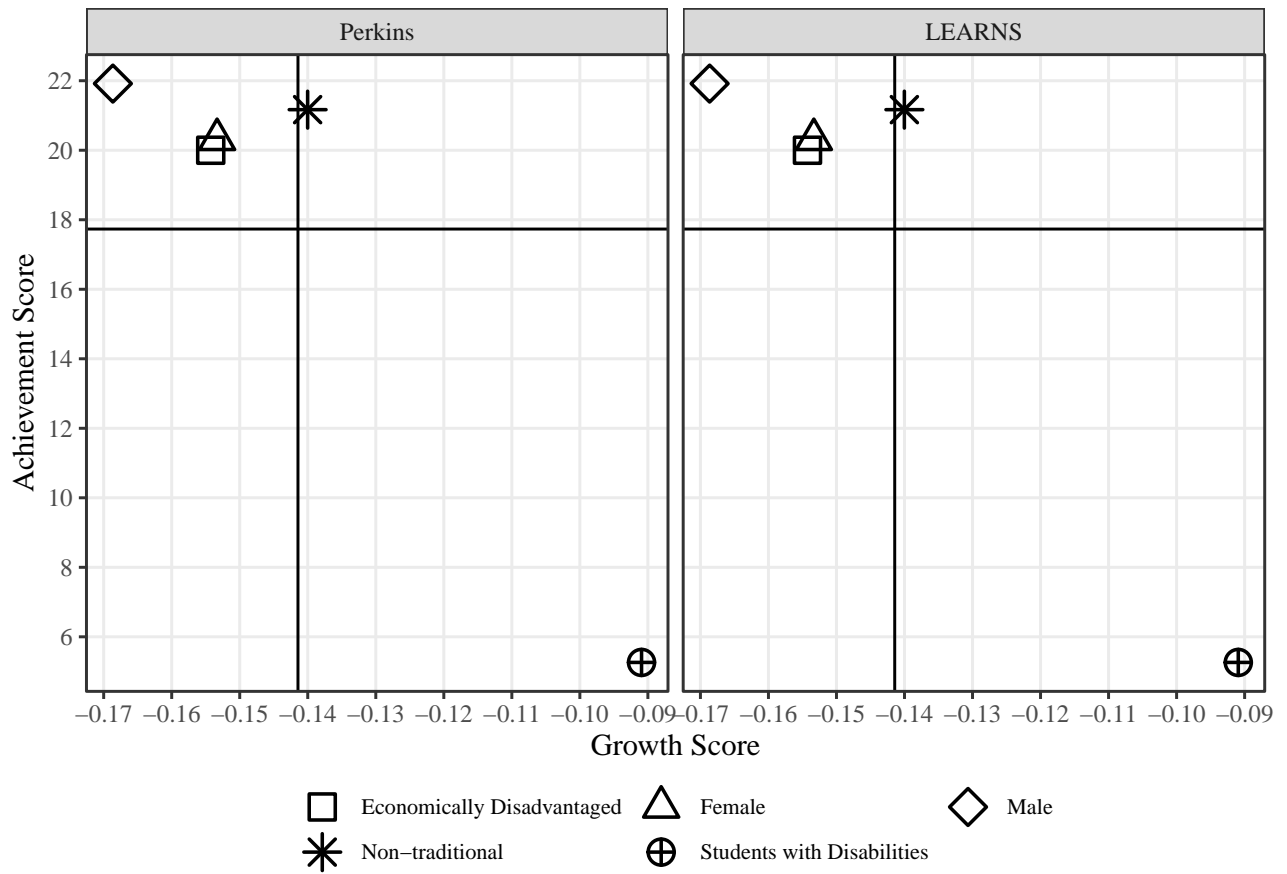 Perkins LEARNS
Achievement Score
22
20
18
16
14
12
10
8
6
−0.17 −0.16 −0.15 −0.14 −0.13 −0.12 −0.11 −0.10 −0.09 −0.17 −0.16 −0.15 −0.14 −0.13 −0.12 −0.11 −0.10 −0.09
Growth Score
Economically Disadvantaged Female Male
Non−traditional Students with Disabilities